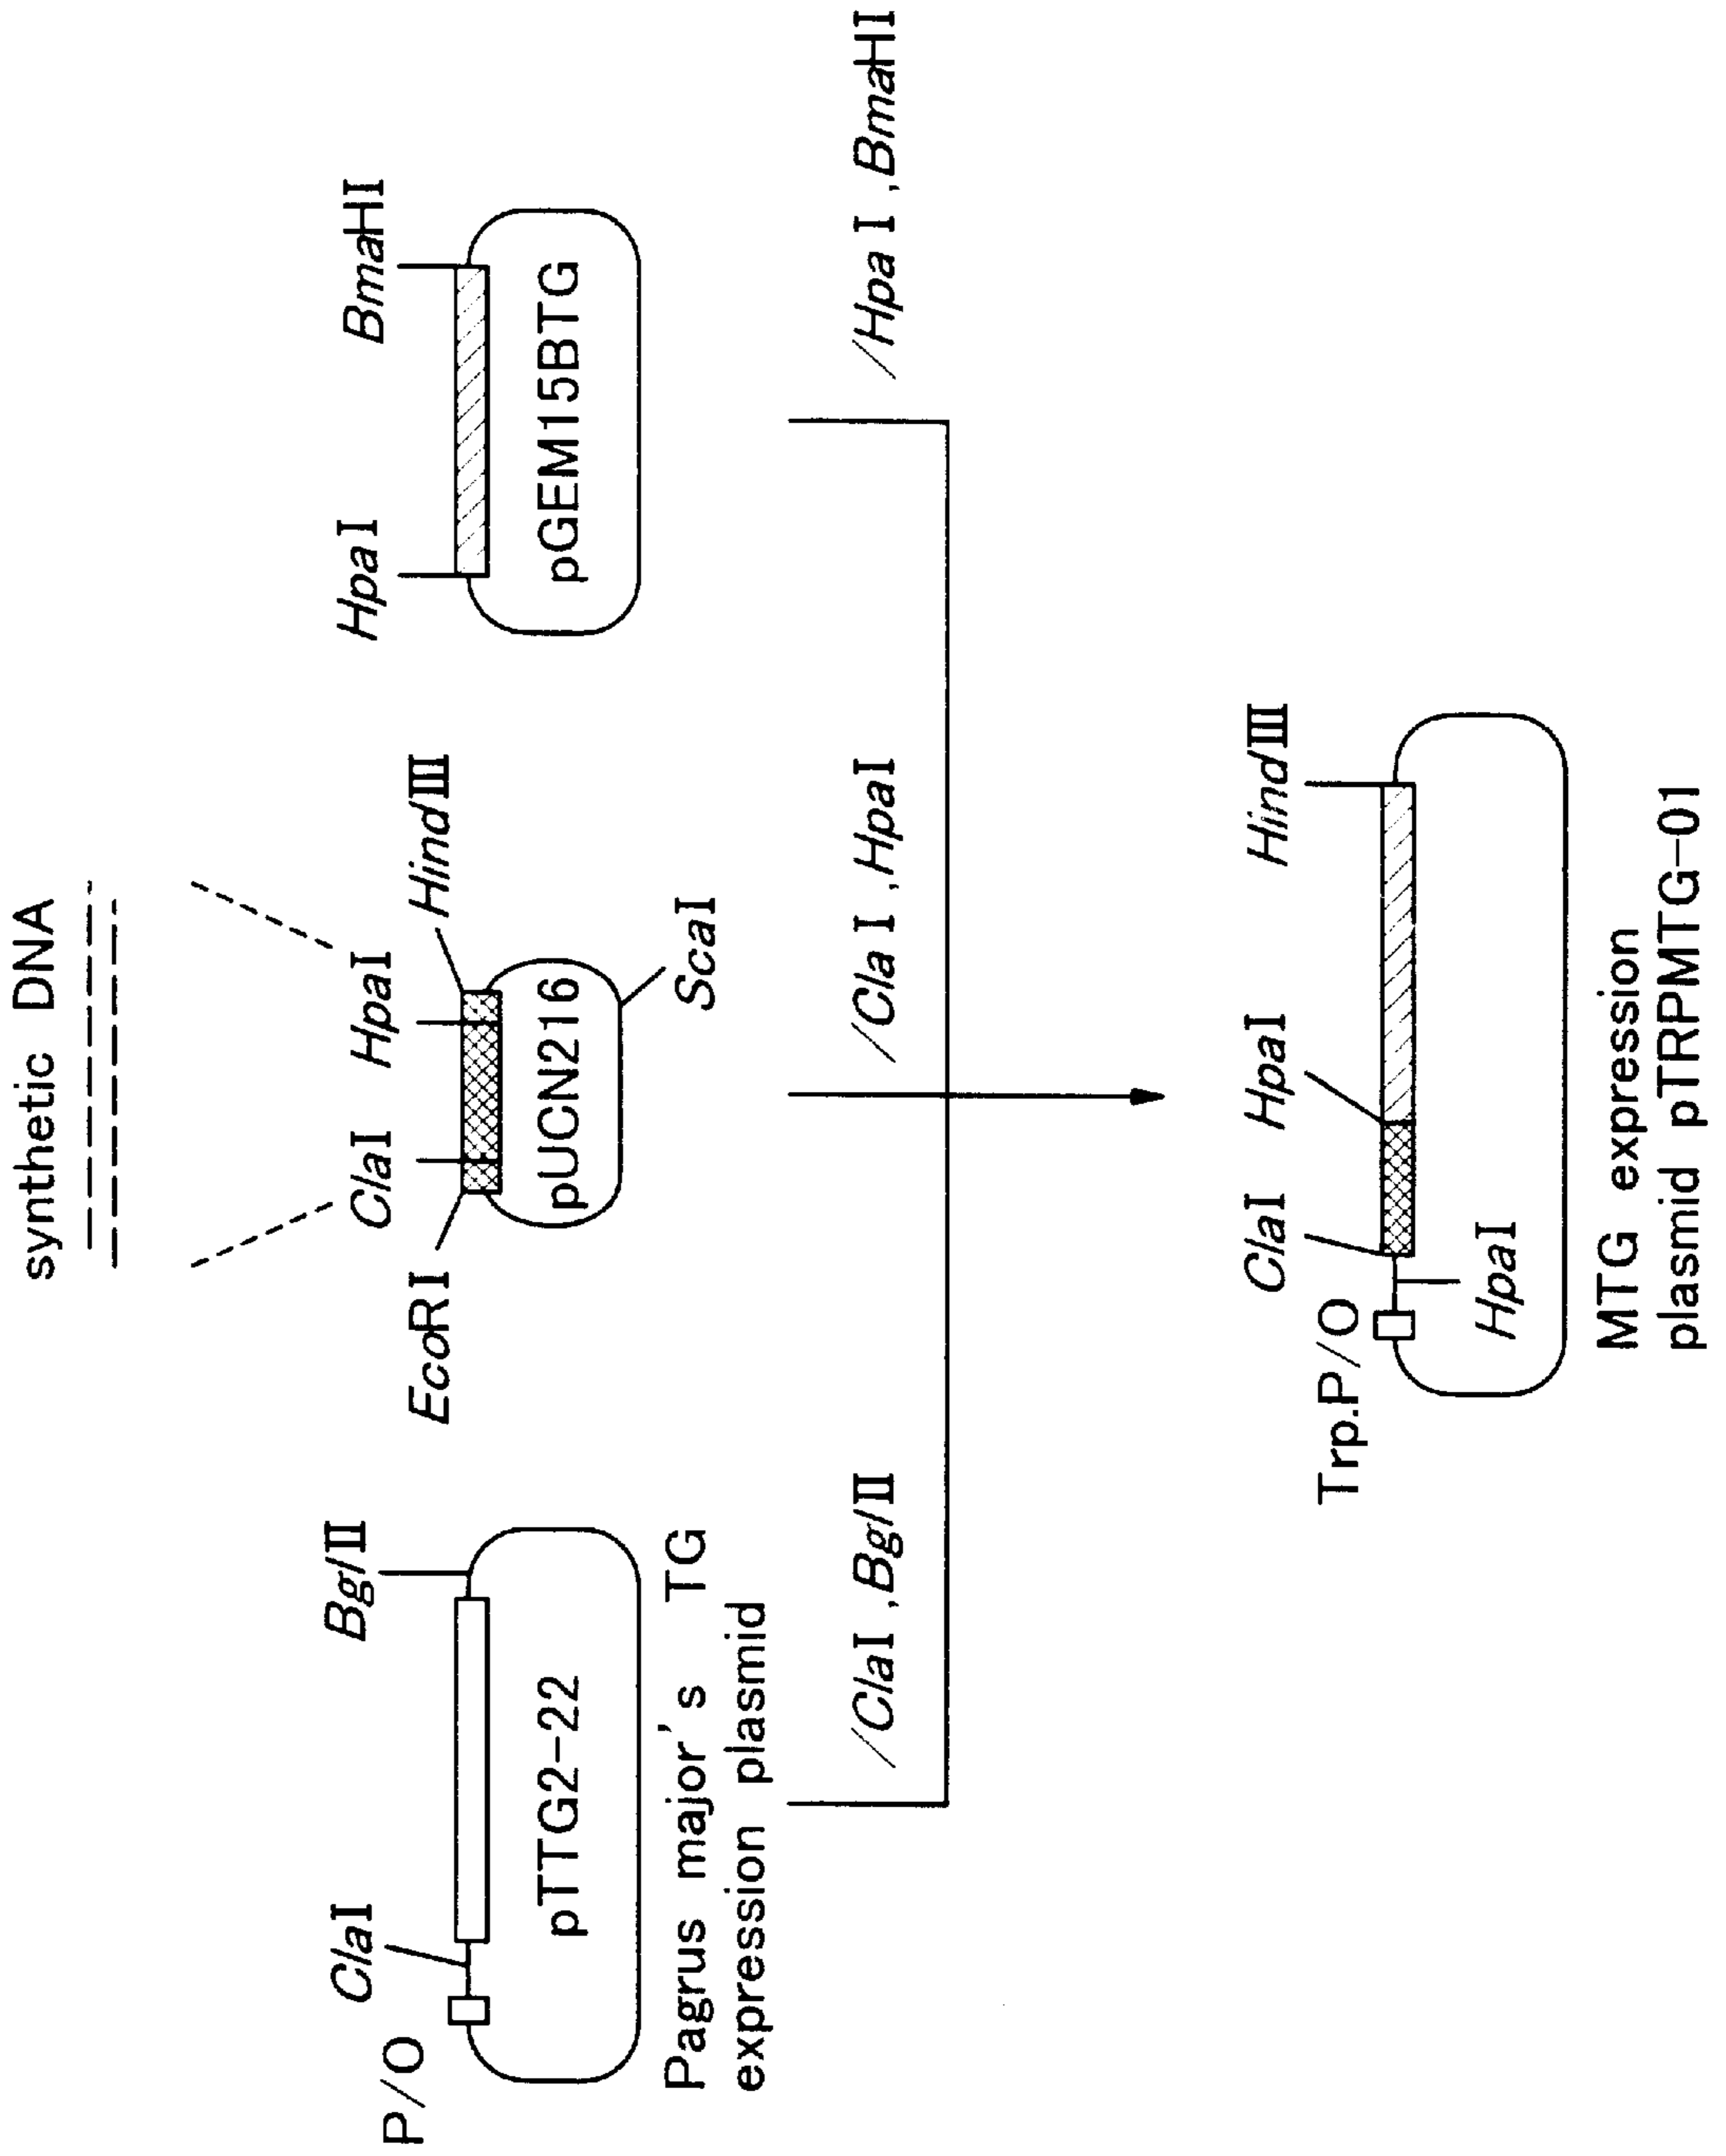 synthetic DNA
P/O
ClaI
BglII
pTTG2-22
Pagrus major's TG
expression plasmid
EcoRI
ClaI
HpaI
HindIII
pUCN216
ScaI
HpaI
BmaHI
pGEM15BTG
/ClaI,BglII
/ClaI,HpaI
/HpaI,BmaHI
Trp.P/O
ClaI
HpaI
HindIII
HpaI
MTG expression
plasmid pTRPMTG-01